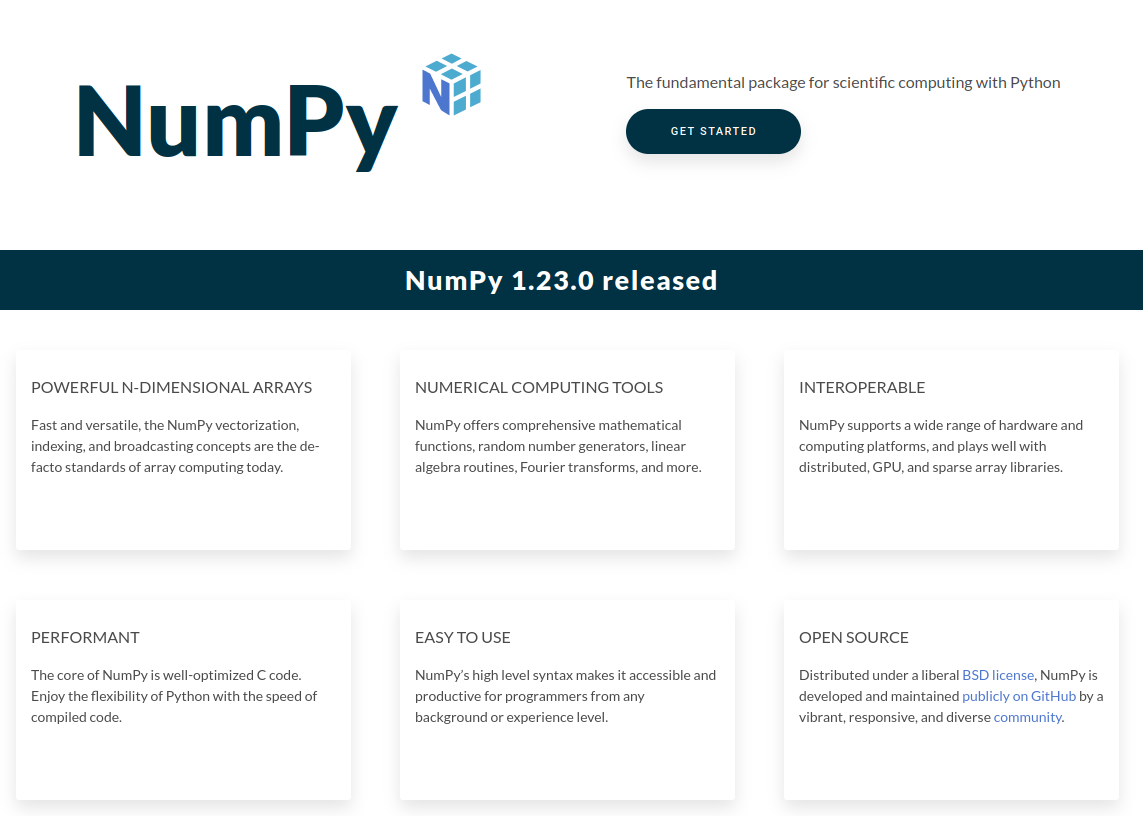 NumPy
The fundamental package for scientific computing with Python
GET STARTED
NumPy 1.23.0 released
POWERFUL N-DIMENSIONAL ARRAYS
Fast and versatile, the NumPy vectorization,
indexing, and broadcasting concepts are the de-
facto standards of array computing today.
NUMERICAL COMPUTING TOOLS
NumPy offers comprehensive mathematical
functions, random number generators, linear
algebra routines, Fourier transforms, and more.
INTEROPERABLE
NumPy supports a wide range of hardware and
computing platforms, and plays well with
distributed, GPU, and sparse array libraries.
PERFORMANT
The core of NumPy is well-optimized C code.
Enjoy the flexibility of Python with the speed of
compiled code.
EASY TO USE
NumPy’s high level syntax makes it accessible and
productive for programmers from any
background or experience level.
OPEN SOURCE
Distributed under a liberal BSD license, NumPy is
developed and maintained publicly on GitHub by a
vibrant, responsive, and diverse community.